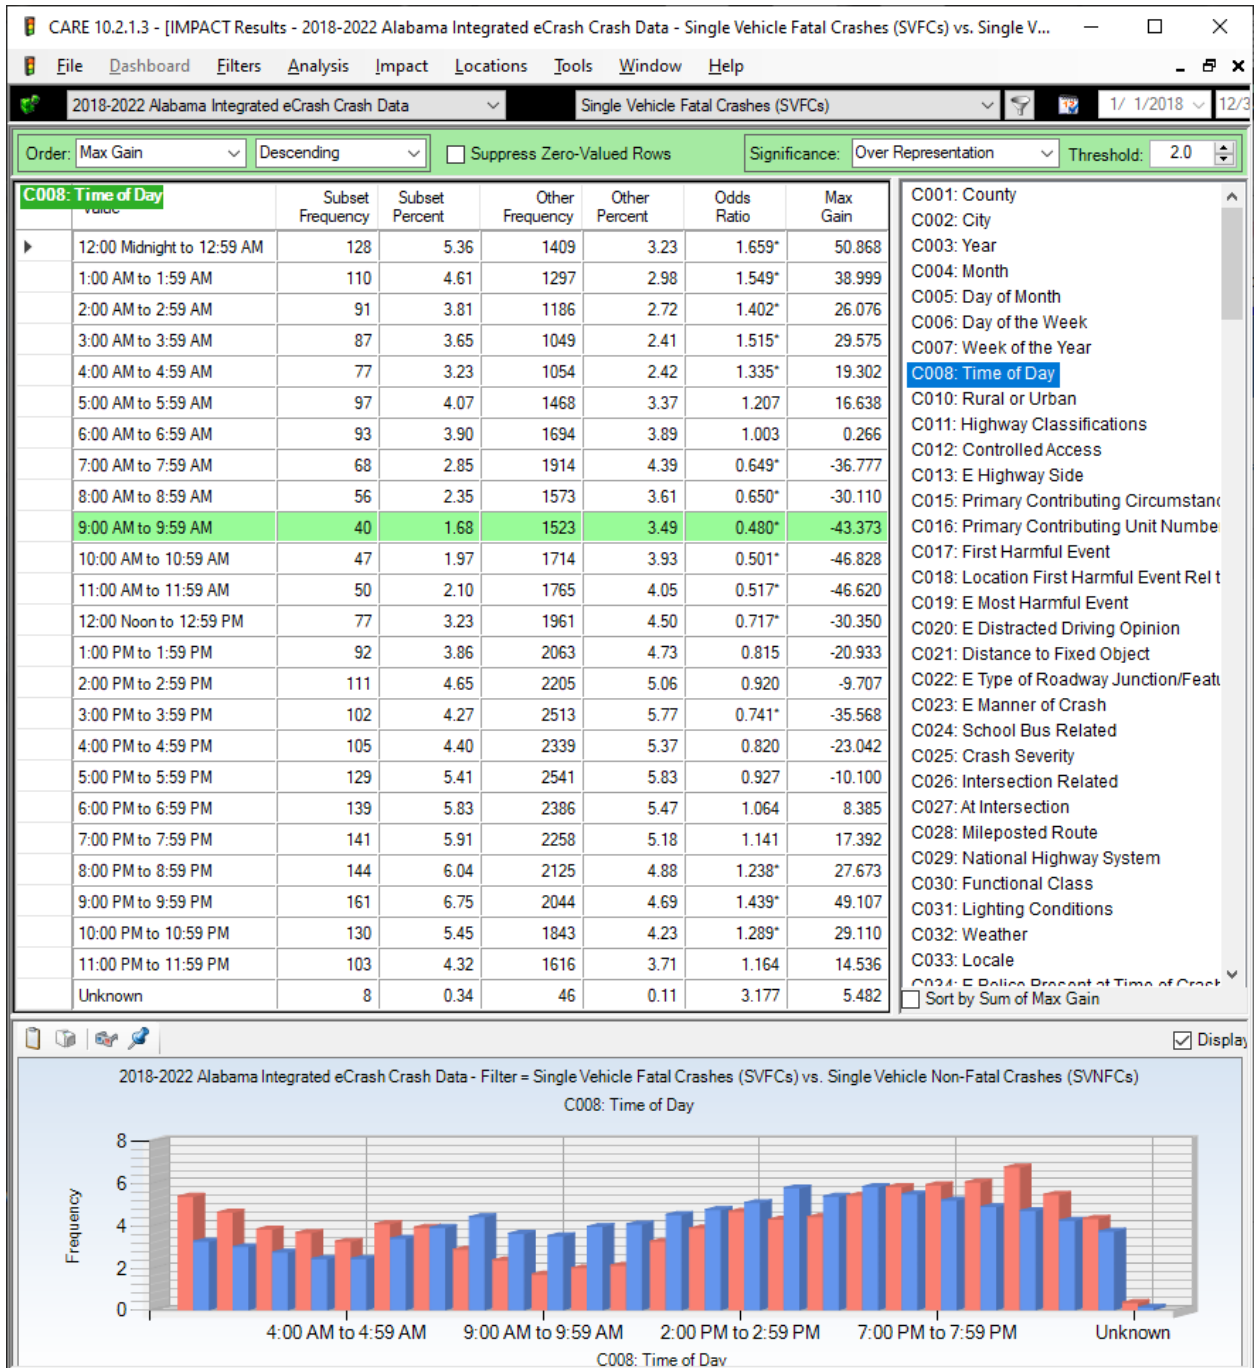 CARE 10.2.1.3 - [IMPACT Results - 2018-2022 Alabama Integrated eCrash Crash Data - Single Vehicle Fatal Crashes (SVFCs) vs. Single V...
File Dashboard Filters Analysis Impact Locations Tools Window Help
2018-2022 Alabama Integrated eCrash Crash Data Single Vehicle Fatal Crashes (SVFCs) 1/ 1/2018 12/3
Order: Max Gain Descending Suppress Zero-Valued Rows Significance: Over Representation Threshold: 2.0
C008: Time of Day Subset Frequency Subset Percent Other Frequency Other Percent Odds Ratio Max Gain
12:00 Midnight to 12:59 AM 128 5.36 1409 3.23 1.659* 50.868
1:00 AM to 1:59 AM 110 4.61 1297 2.98 1.549* 38.999
2:00 AM to 2:59 AM 91 3.81 1186 2.72 1.402* 26.076
3:00 AM to 3:59 AM 87 3.65 1049 2.41 1.515* 29.575
4:00 AM to 4:59 AM 77 3.23 1054 2.42 1.335* 19.302
5:00 AM to 5:59 AM 97 4.07 1468 3.37 1.207 16.638
6:00 AM to 6:59 AM 93 3.90 1694 3.89 1.003 0.266
7:00 AM to 7:59 AM 68 2.85 1914 4.39 0.649* -36.777
8:00 AM to 8:59 AM 56 2.35 1573 3.61 0.650* -30.110
9:00 AM to 9:59 AM 40 1.68 1523 3.49 0.480* -43.373
10:00 AM to 10:59 AM 47 1.97 1714 3.93 0.501* -46.828
11:00 AM to 11:59 AM 50 2.10 1765 4.05 0.517* -46.620
12:00 Noon to 12:59 PM 77 3.23 1961 4.50 0.717* -30.350
1:00 PM to 1:59 PM 92 3.86 2063 4.73 0.815 -20.933
2:00 PM to 2:59 PM 111 4.65 2205 5.06 0.920 -9.707
3:00 PM to 3:59 PM 102 4.27 2513 5.77 0.741* -35.568
4:00 PM to 4:59 PM 105 4.40 2339 5.37 0.820 -23.042
5:00 PM to 5:59 PM 129 5.41 2541 5.83 0.927 -10.100
6:00 PM to 6:59 PM 139 5.83 2386 5.47 1.064 8.385
7:00 PM to 7:59 PM 141 5.91 2258 5.18 1.141 17.392
8:00 PM to 8:59 PM 144 6.04 2125 4.88 1.238* 27.673
9:00 PM to 9:59 PM 161 6.75 2044 4.69 1.439* 49.107
10:00 PM to 10:59 PM 130 5.45 1843 4.23 1.289* 29.110
11:00 PM to 11:59 PM 103 4.32 1616 3.71 1.164 14.536
Unknown 8 0.34 46 0.11 3.177 5.482
C001: County
C002: City
C003: Year
C004: Month
C005: Day of Month
C006: Day of the Week
C007: Week of the Year
C008: Time of Day
C010: Rural or Urban
C011: Highway Classifications
C012: Controlled Access
C013: E Highway Side
C015: Primary Contributing Circumstanc
C016: Primary Contributing Unit Numbe
C017: First Harmful Event
C018: Location First Harmful Event Rel t
C019: E Most Harmful Event
C020: E Distracted Driving Opinion
C021: Distance to Fixed Object
C022: E Type of Roadway Junction/Featu
C023: E Manner of Crash
C024: School Bus Related
C025: Crash Severity
C026: Intersection Related
C027: At Intersection
C028: Mileposted Route
C029: National Highway System
C030: Functional Class
C031: Lighting Conditions
C032: Weather
C033: Locale
C034: E Police Present at Time of Crash
Sort by Sum of Max Gain
Display
2018-2022 Alabama Integrated eCrash Crash Data - Filter = Single Vehicle Fatal Crashes (SVFCs) vs. Single Vehicle Non-Fatal Crashes (SVNFCs)
C008: Time of Day
Frequency
8
6
4
2
0
4:00 AM to 4:59 AM 9:00 AM to 9:59 AM 2:00 PM to 2:59 PM 7:00 PM to 7:59 PM Unknown
C008: Time of Day